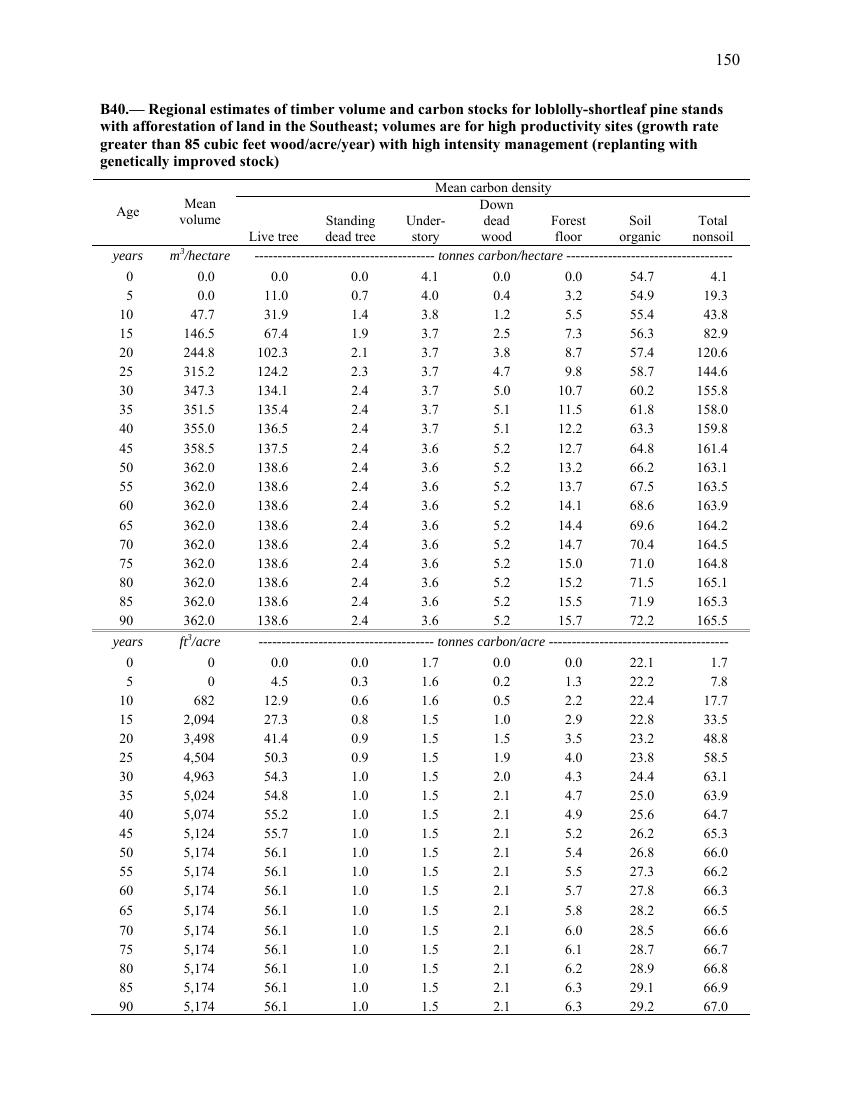 150
B40.— Regional estimates of timber volume and carbon stocks for loblolly-shortleaf pine stands
with afforestation of land in the Southeast; volumes are for high productivity sites (growth rate
greater than 85 cubic feet wood/acre/year) with high intensity management (replanting with
genetically improved stock)
Mean carbon density
Age Mean volume Live tree Standing dead tree Under-story Down dead wood Forest floor Soil organic Total nonsoil
years m³/hectare -------------------------------------- tonnes carbon/hectare ------------------------------------
0 0.0 0.0 0.0 4.1 0.0 0.0 54.7 4.1
5 0.0 11.0 0.7 4.0 0.4 3.2 54.9 19.3
10 47.7 31.9 1.4 3.8 1.2 5.5 55.4 43.8
15 146.5 67.4 1.9 3.7 2.5 7.3 56.3 82.9
20 244.8 102.3 2.1 3.7 3.8 8.7 57.4 120.6
25 315.2 124.2 2.3 3.7 4.7 9.8 58.7 144.6
30 347.3 134.1 2.4 3.7 5.0 10.7 60.2 155.8
35 351.5 135.4 2.4 3.7 5.1 11.5 61.8 158.0
40 355.0 136.5 2.4 3.7 5.1 12.2 63.3 159.8
45 358.5 137.5 2.4 3.6 5.2 12.7 64.8 161.4
50 362.0 138.6 2.4 3.6 5.2 13.2 66.2 163.1
55 362.0 138.6 2.4 3.6 5.2 13.7 67.5 163.5
60 362.0 138.6 2.4 3.6 5.2 14.1 68.6 163.9
65 362.0 138.6 2.4 3.6 5.2 14.4 69.6 164.2
70 362.0 138.6 2.4 3.6 5.2 14.7 70.4 164.5
75 362.0 138.6 2.4 3.6 5.2 15.0 71.0 164.8
80 362.0 138.6 2.4 3.6 5.2 15.2 71.5 165.1
85 362.0 138.6 2.4 3.6 5.2 15.5 71.9 165.3
90 362.0 138.6 2.4 3.6 5.2 15.7 72.2 165.5
years ft³/acre -------------------------------------- tonnes carbon/acre ---------------------------------------
0 0 0.0 0.0 1.7 0.0 0.0 22.1 1.7
5 0 4.5 0.3 1.6 0.2 1.3 22.2 7.8
10 682 12.9 0.6 1.6 0.5 2.2 22.4 17.7
15 2,094 27.3 0.8 1.5 1.0 2.9 22.8 33.5
20 3,498 41.4 0.9 1.5 1.5 3.5 23.2 48.8
25 4,504 50.3 0.9 1.5 1.9 4.0 23.8 58.5
30 4,963 54.3 1.0 1.5 2.0 4.3 24.4 63.1
35 5,024 54.8 1.0 1.5 2.1 4.7 25.0 63.9
40 5,074 55.2 1.0 1.5 2.1 4.9 25.6 64.7
45 5,124 55.7 1.0 1.5 2.1 5.2 26.2 65.3
50 5,174 56.1 1.0 1.5 2.1 5.4 26.8 66.0
55 5,174 56.1 1.0 1.5 2.1 5.5 27.3 66.2
60 5,174 56.1 1.0 1.5 2.1 5.7 27.8 66.3
65 5,174 56.1 1.0 1.5 2.1 5.8 28.2 66.5
70 5,174 56.1 1.0 1.5 2.1 6.0 28.5 66.6
75 5,174 56.1 1.0 1.5 2.1 6.1 28.7 66.7
80 5,174 56.1 1.0 1.5 2.1 6.2 28.9 66.8
85 5,174 56.1 1.0 1.5 2.1 6.3 29.1 66.9
90 5,174 56.1 1.0 1.5 2.1 6.3 29.2 67.0